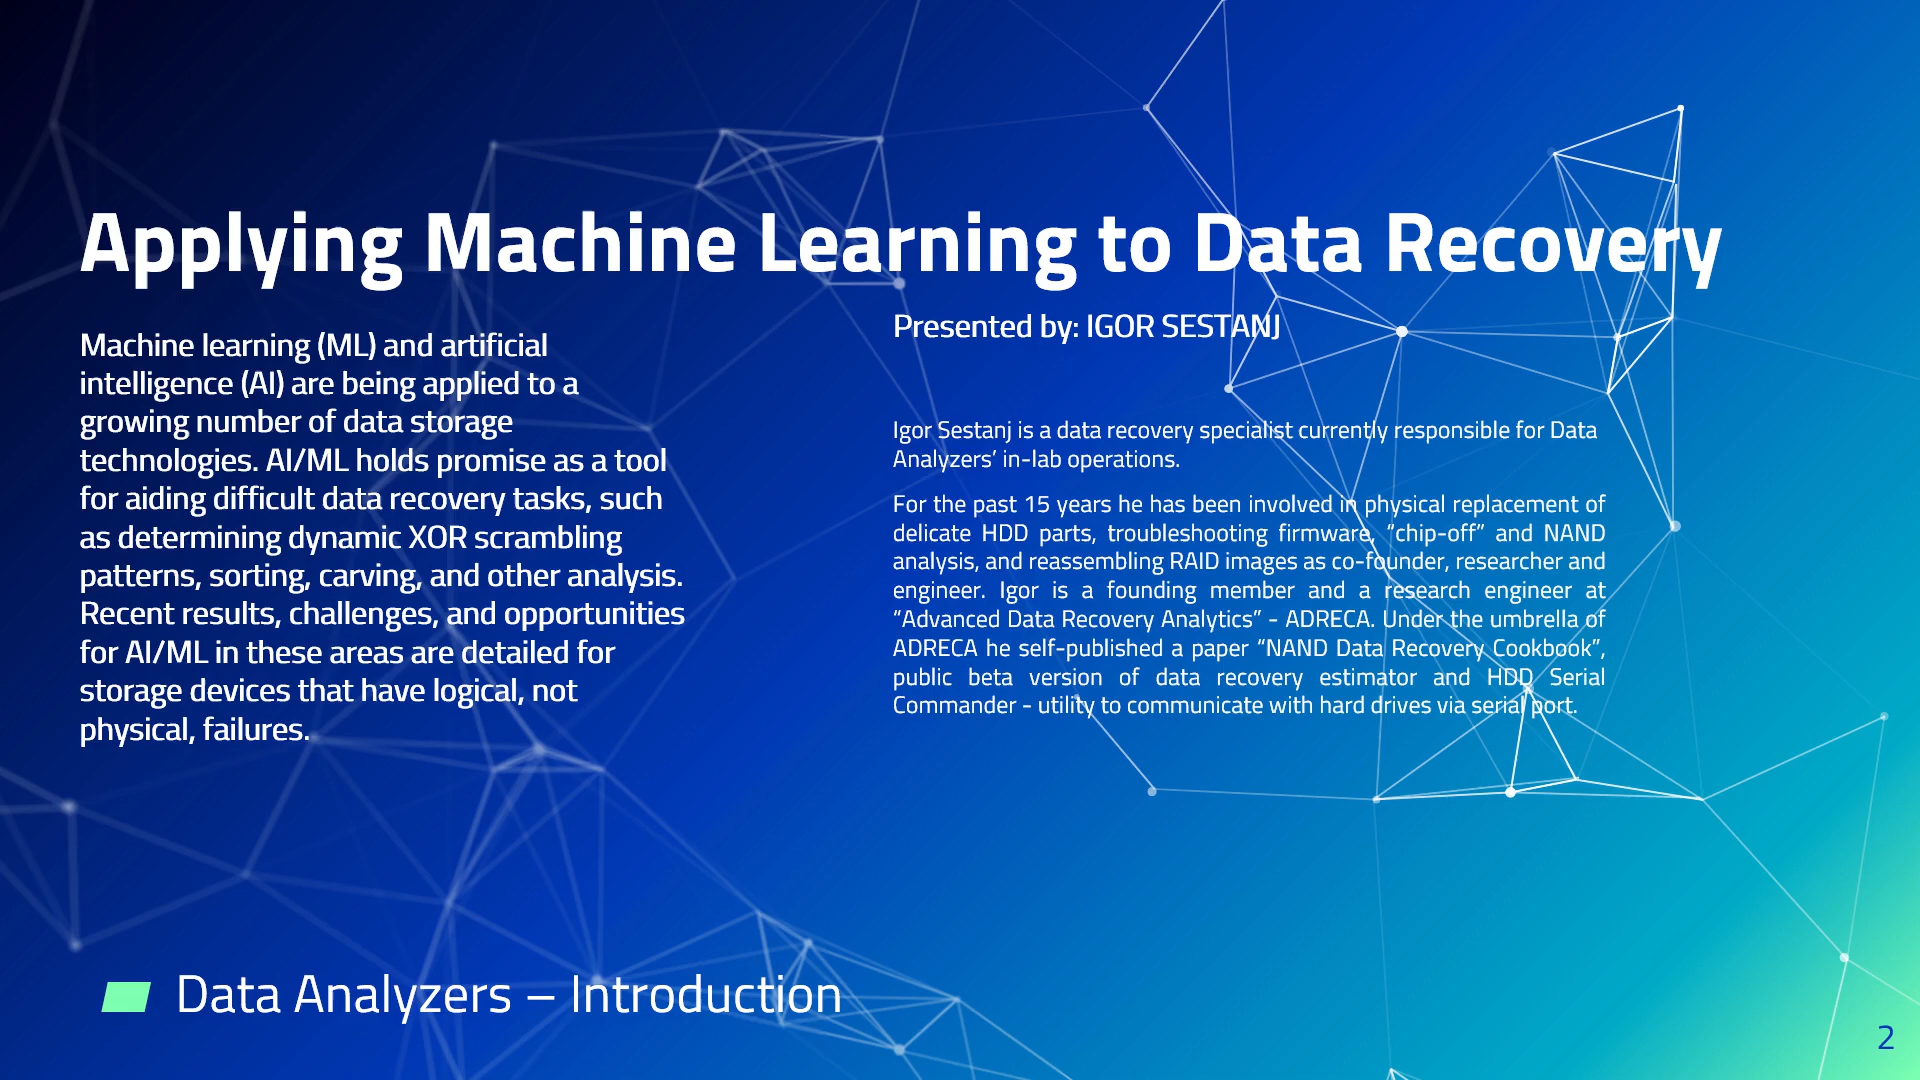 Applying Machine Learning to Data Recovery
Machine learning (ML) and artificial
intelligence (AI) are being applied to a
growing number of data storage
technologies. AI/ML holds promise as a tool
for aiding difficult data recovery tasks, such
as determining dynamic XOR scrambling
patterns, sorting, carving, and other analysis.
Recent results, challenges, and opportunities
for AI/ML in these areas are detailed for
storage devices that have logical, not
physical, failures.
Presented by: IGOR SESTANJ
Igor Sestanj is a data recovery specialist currently responsible for Data
Analyzers’ in-lab operations.
For the past 15 years he has been involved in physical replacement of
delicate HDD parts, troubleshooting firmware, “chip-off” and NAND
analysis, and reassembling RAID images as co-founder, researcher and
engineer. Igor is a founding member and a research engineer at
“Advanced Data Recovery Analytics” - ADRECA. Under the umbrella of
ADRECA he self-published a paper “NAND Data Recovery Cookbook”,
public beta version of data recovery estimator and HDD Serial
Commander - utility to communicate with hard drives via serial port.
Data Analyzers – Introduction
2